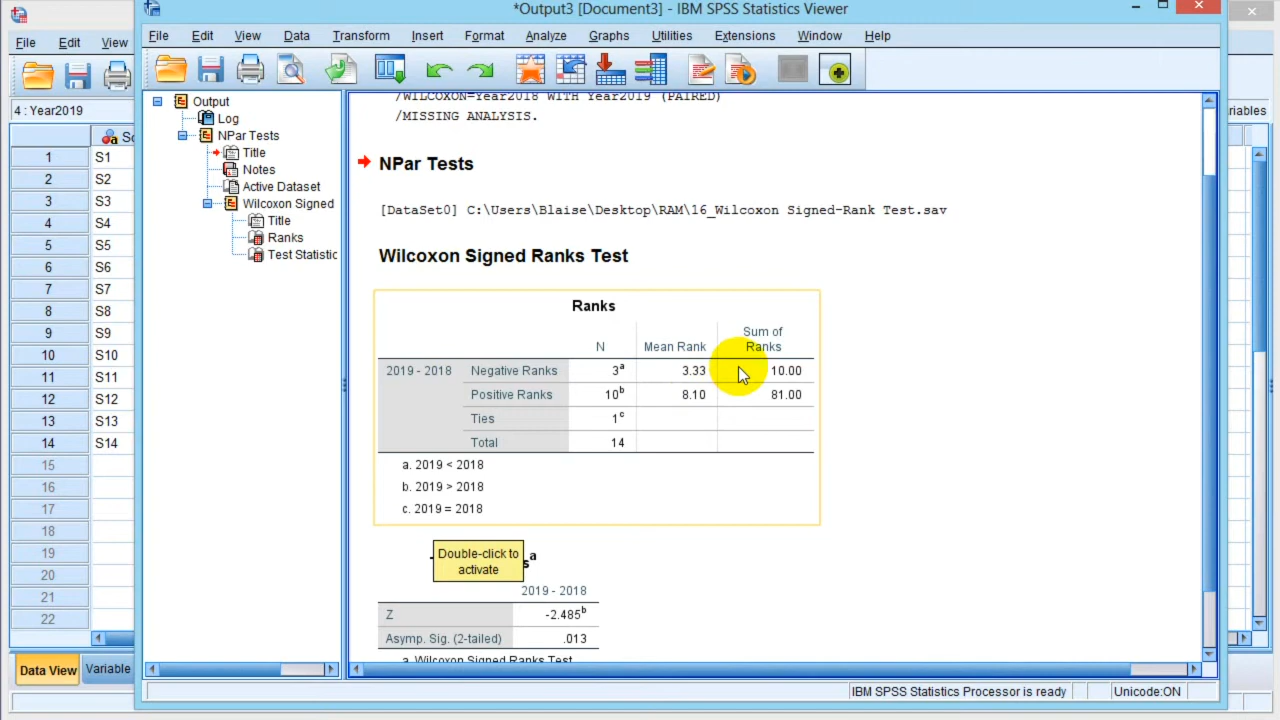 *Output3 [Document3] - IBM SPSS Statistics Viewer
File Edit View
File Edit View Data Transform Insert Format Analyze Graphs Utilities Extensions Window Help
4 : Year2019
1 S1
2 S2
3 S3
4 S4
5 S5
6 S6
7 S7
8 S8
9 S9
10 S10
11 S11
12 S12
13 S13
14 S14
15
16
17
18
19
20
21
22
Data View Variable
Output
Log
NPar Tests
Title
Notes
Active Dataset
Wilcoxon Signed
Title
Ranks
Test Statistic
/WILCOXON=Year2018 WITH Year2019 (PAIRED)
/MISSING ANALYSIS.
NPar Tests
[DataSet0] C:\Users\Blaise\Desktop\RAM\16_Wilcoxon Signed-Rank Test.sav
Wilcoxon Signed Ranks Test
Ranks
N Mean Rank Sum of Ranks
2019 - 2018 Negative Ranks 3a 3.33 10.00
Positive Ranks 10b 8.10 81.00
Ties 1c
Total 14
a. 2019 < 2018
b. 2019 > 2018
c. 2019 = 2018
Double-click to
activate
sa
2019 - 2018
Z -2.485b
Asymp. Sig. (2-tailed) .013
a. Wilcoxon Signed Ranks Test
IBM SPSS Statistics Processor is ready Unicode:ON